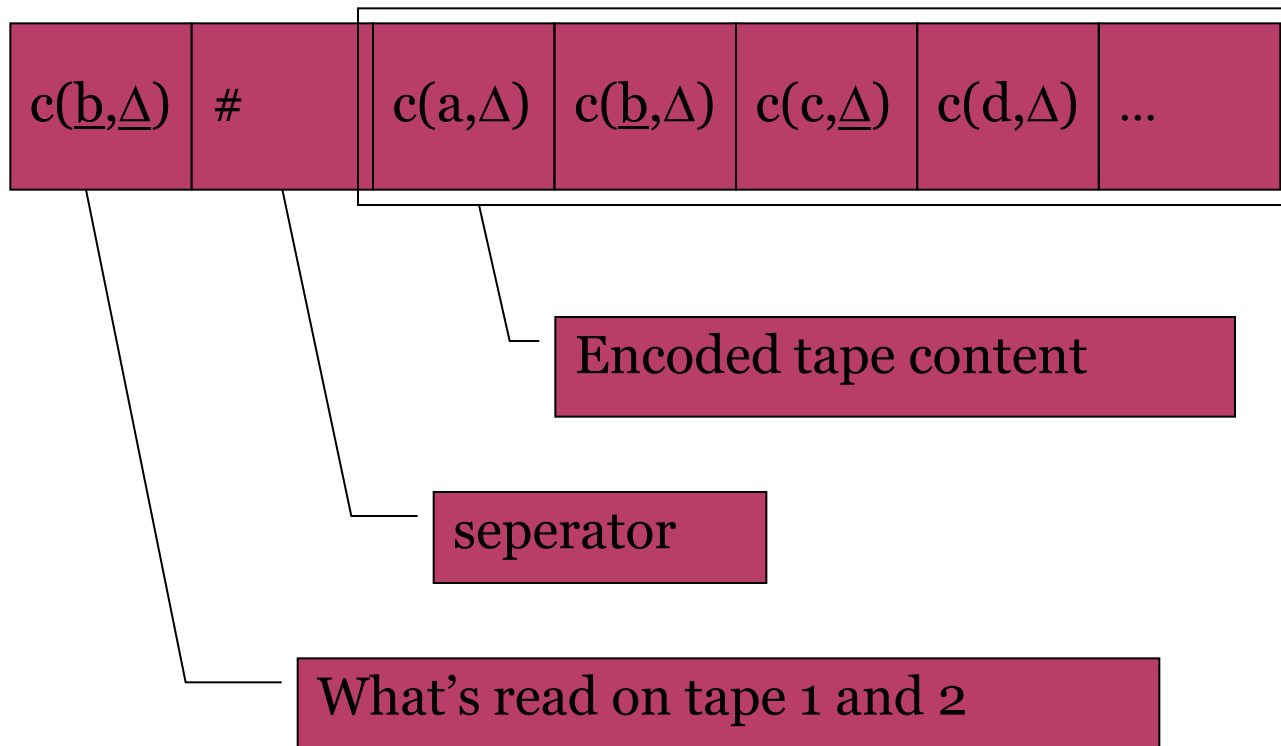 c(b,Δ) # c(a,Δ) c(b,Δ) c(c,Δ) c(d,Δ) ...
Encoded tape content
seperator
What’s read on tape 1 and 2